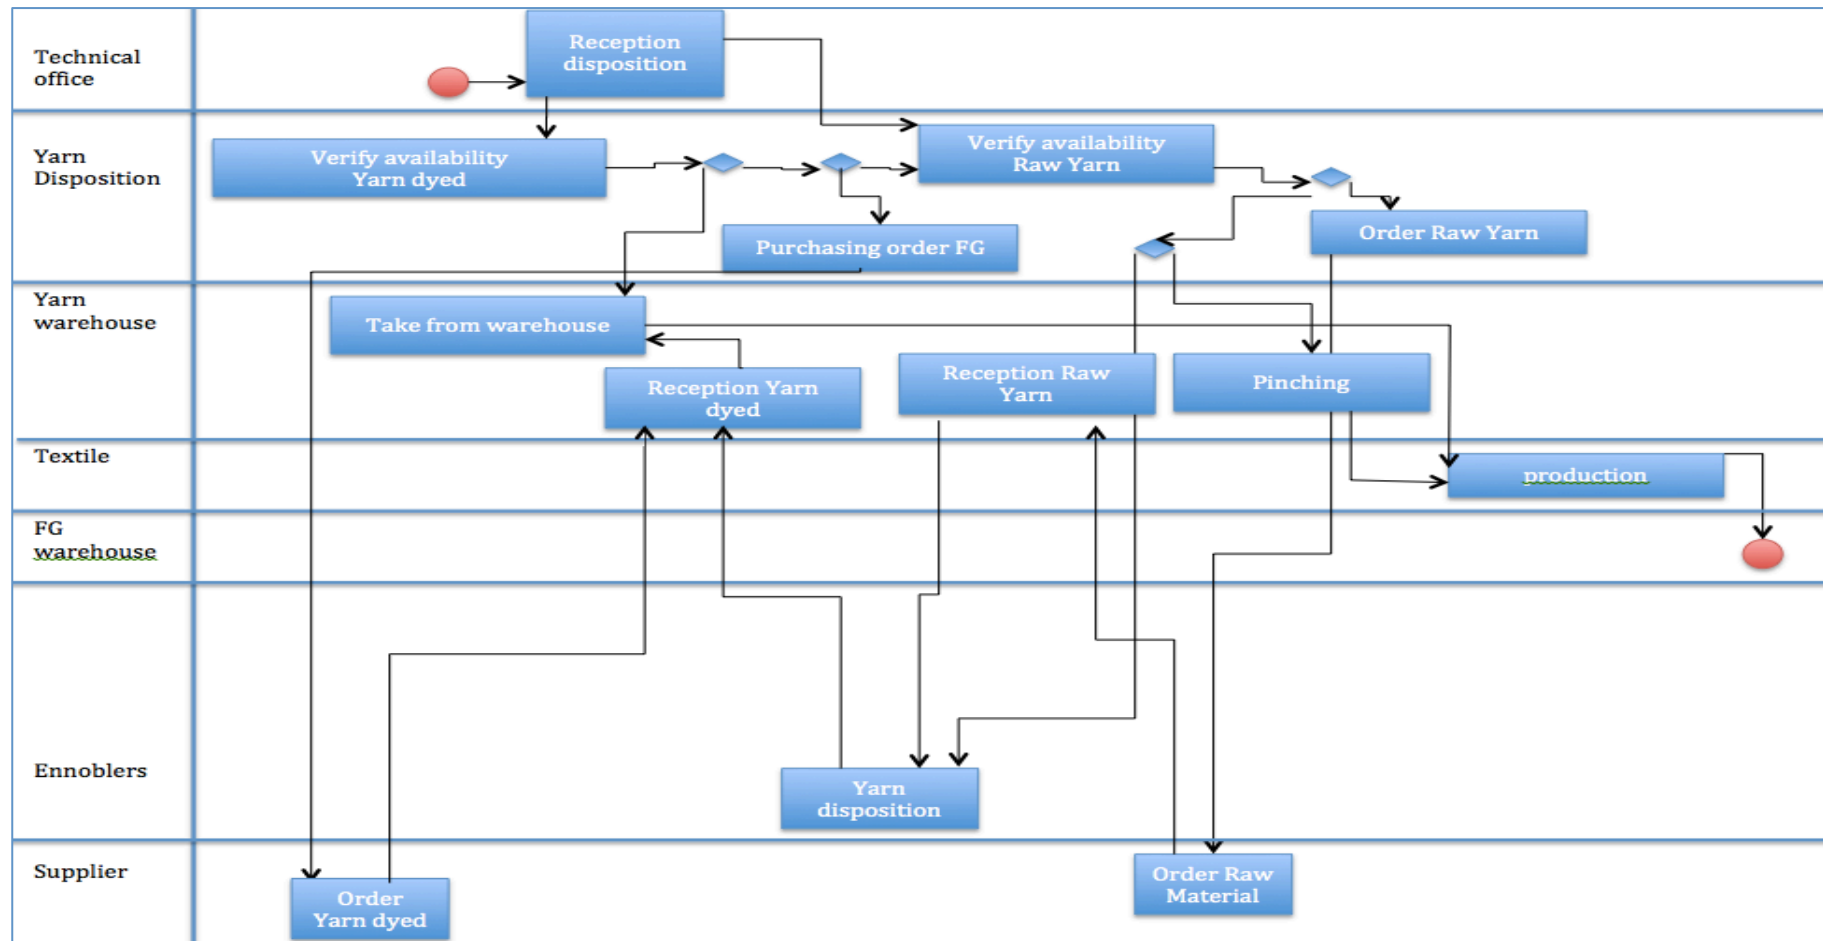 Technical
office
Reception
disposition
Yarn
Disposition
Verify availability
Yarn dyed
Verify availability
Raw Yarn
Purchasing order FG
Order Raw Yarn
Yarn
warehouse
Take from warehouse
Reception Yarn
dyed
Reception Raw
Yarn
Pinching
Textile
production
FG
warehouse
Ennoblers
Yarn
disposition
Supplier
Order
Yarn dyed
Order Raw
Material